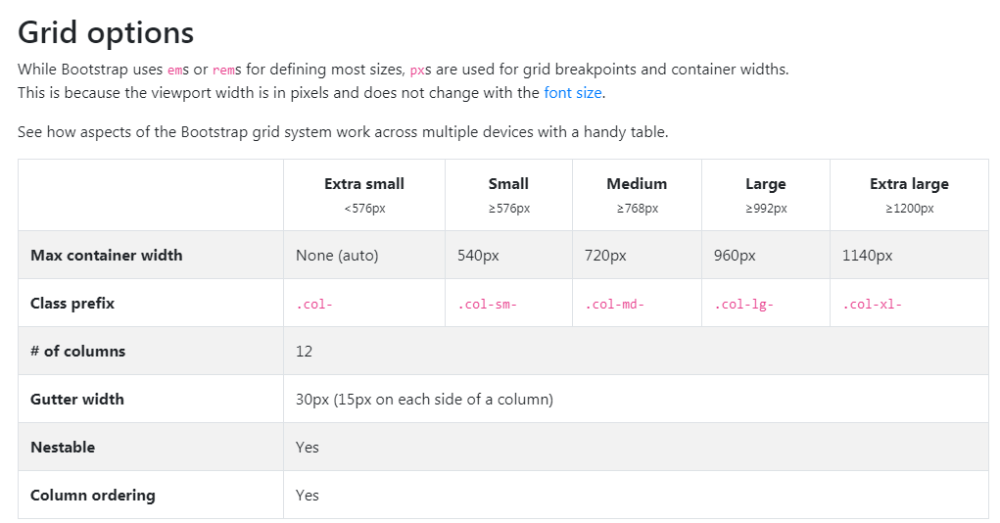 Grid options
While Bootstrap uses ems or rems for defining most sizes, pxs are used for grid breakpoints and container widths.
This is because the viewport width is in pixels and does not change with the font size.
See how aspects of the Bootstrap grid system work across multiple devices with a handy table.
Extra small Small Medium Large Extra large
<576px ≥576px ≥768px ≥992px ≥1200px
Max container width None (auto) 540px 720px 960px 1140px
Class prefix .col- .col-sm- .col-md- .col-lg- .col-xl-
# of columns 12
Gutter width 30px (15px on each side of a column)
Nestable Yes
Column ordering Yes